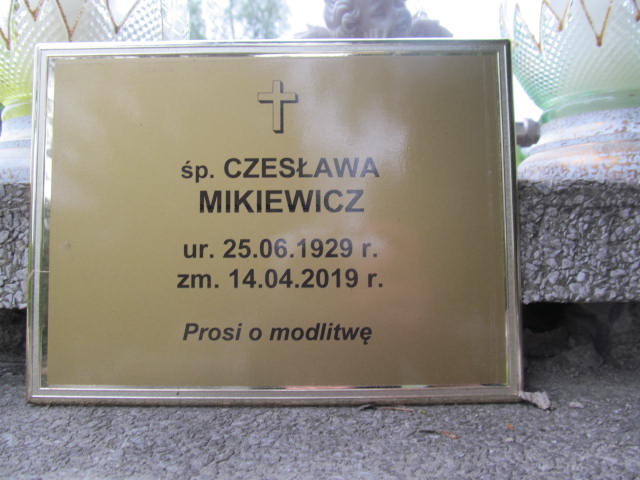 śp. CZESŁAWA
MIKIEWICZ
ur. 25.06.1929 r.
zm. 14.04.2019 r.
Prosi o modlitwę